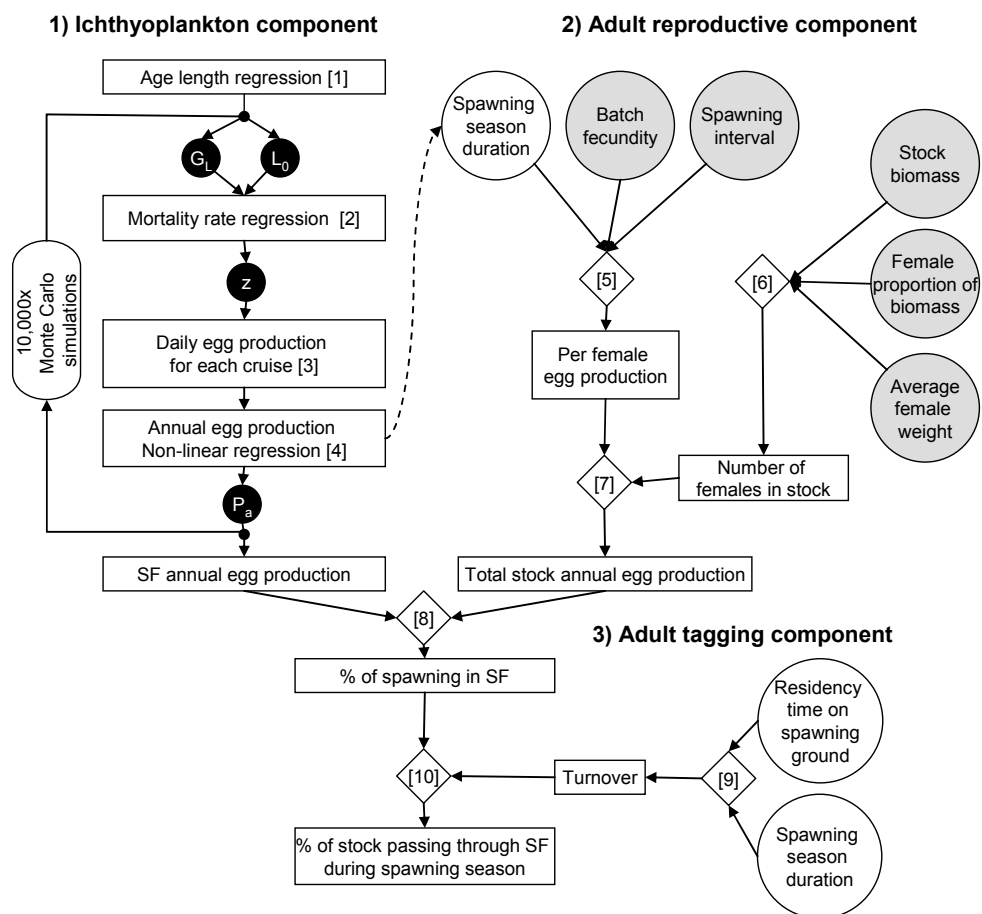 1) Ichthyoplankton component
Age length regression [1]
G_L
L_0
Mortality rate regression [2]
z
10,000x
Monte Carlo
simulations
Daily egg production
for each cruise [3]
Annual egg production
Non-linear regression [4]
P_a
SF annual egg production
2) Adult reproductive component
Spawning
season
duration
Batch
fecundity
Spawning
interval
Stock
biomass
Female
proportion of
biomass
Average
female
weight
[5]
[6]
Per female
egg production
Number of
females in stock
[7]
Total stock annual egg production
[8]
% of spawning in SF
3) Adult tagging component
Residency
time on
spawning
ground
Spawning
season
duration
[9]
Turnover
[10]
% of stock passing through SF
during spawning season